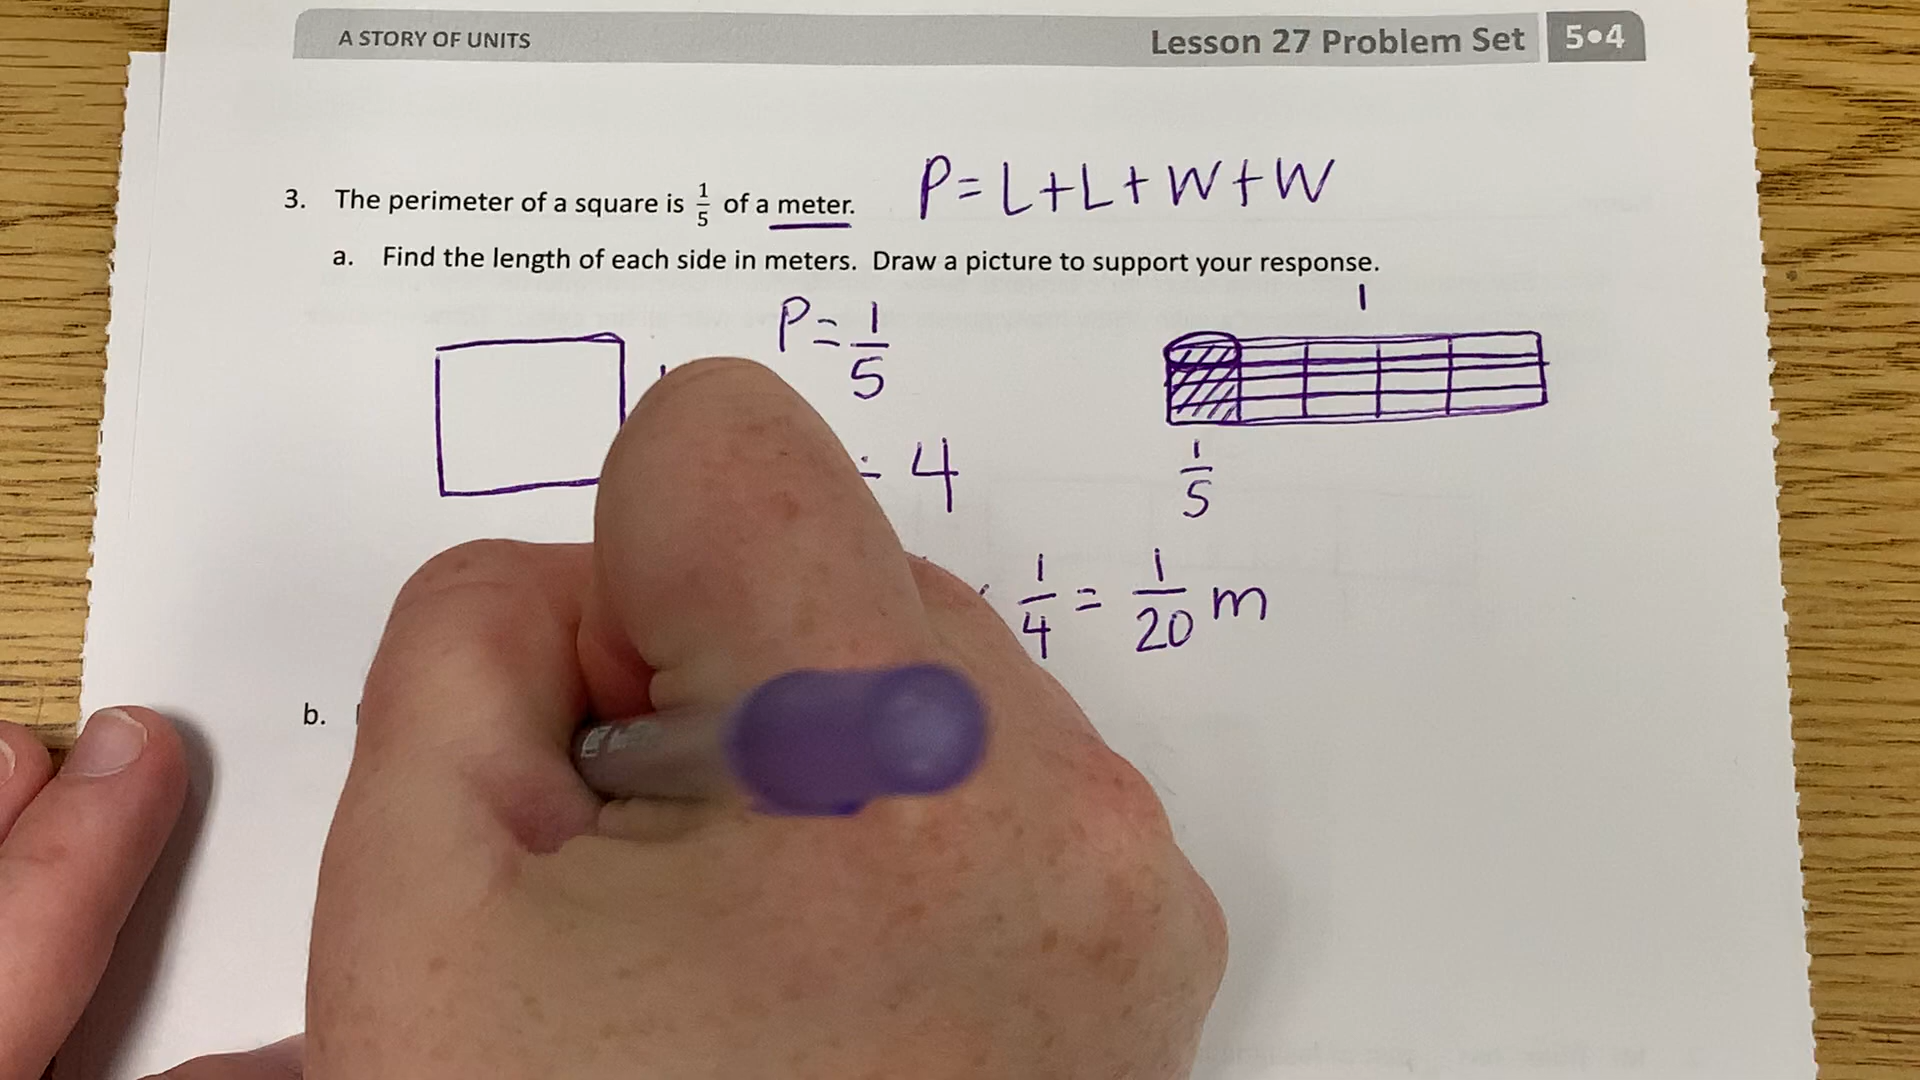 A STORY OF UNITS
Lesson 27 Problem Set 5•4
3. The perimeter of a square is 1/5 of a meter.
P=L+L+W+W
a. Find the length of each side in meters. Draw a picture to support your response.
P=1/5
1
÷ 4
1/5
1/4 = 1/20 m
b.